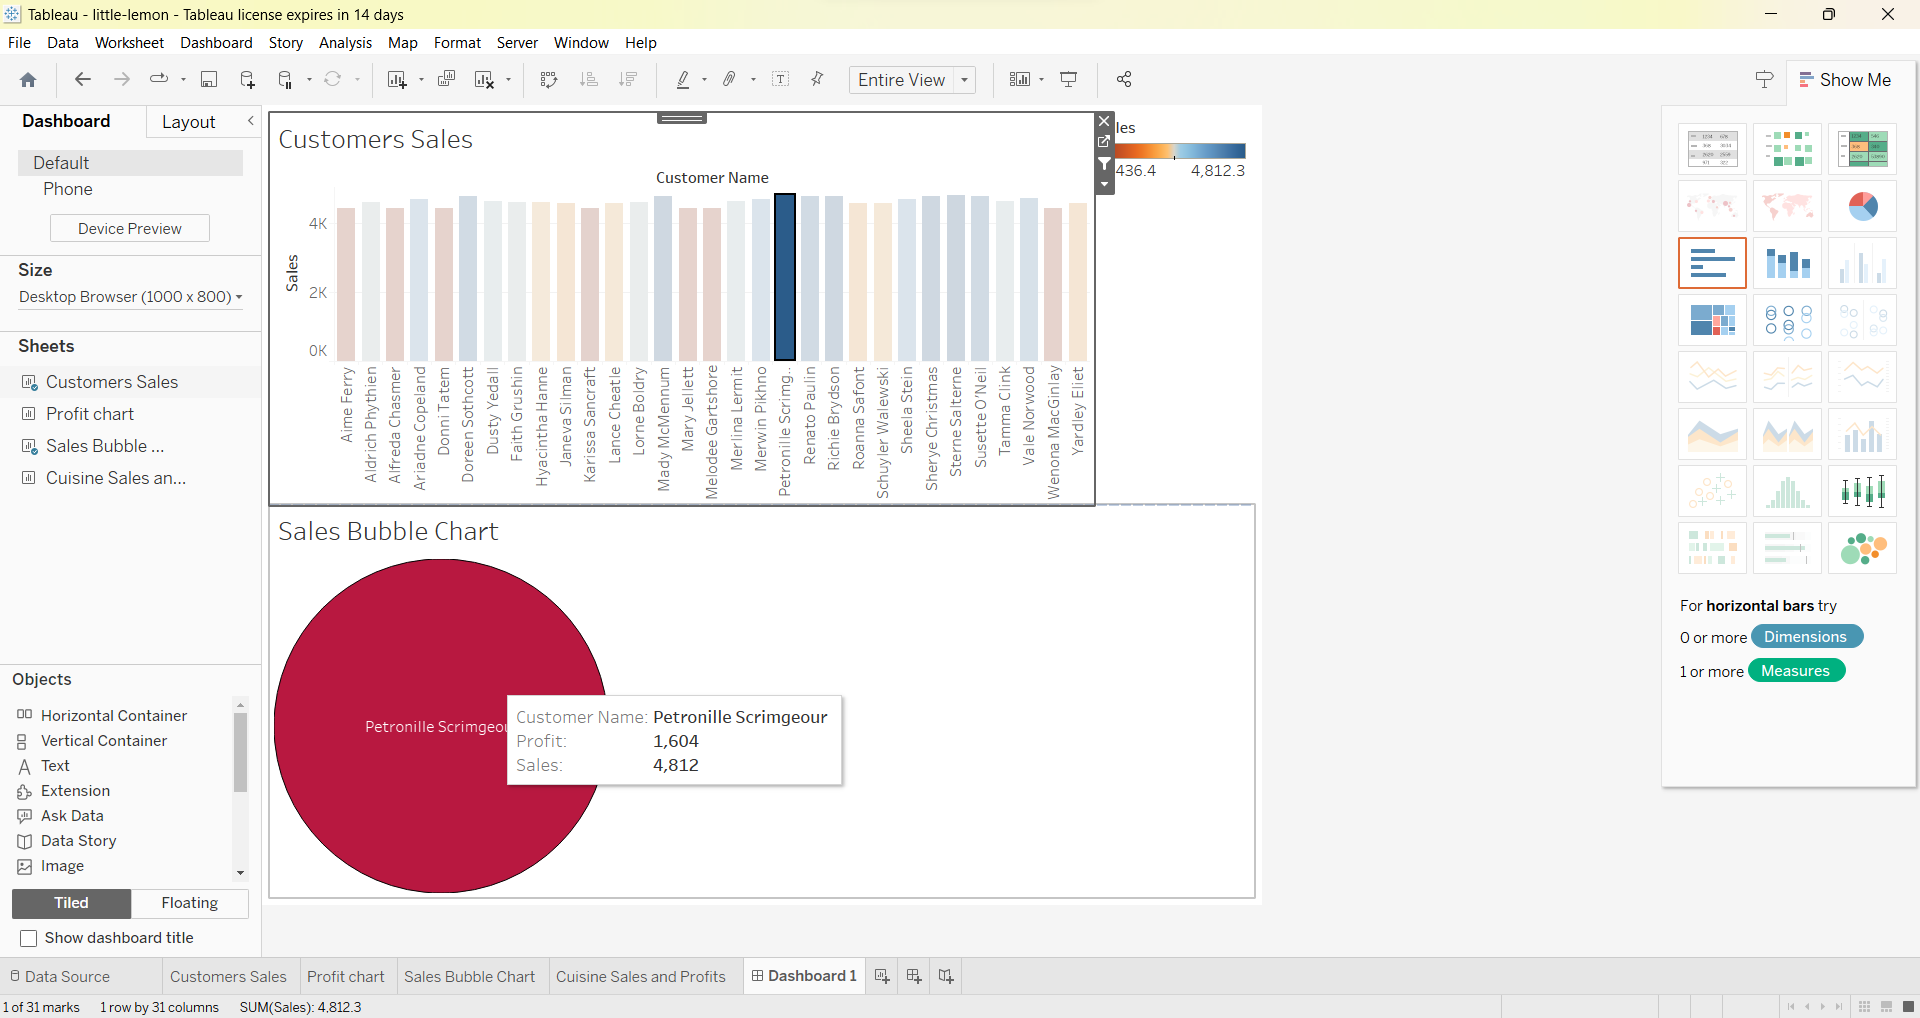 Tableau - little-lemon - Tableau license expires in 14 days
File Data Worksheet Dashboard Story Analysis Map Format Server Window Help
Entire View
Show Me
Dashboard Layout
Default
Phone
Device Preview
Size
Desktop Browser (1000 x 800)
Sheets
Customers Sales
Profit chart
Sales Bubble ...
Cuisine Sales an...
Objects
Horizontal Container
Vertical Container
Text
Extension
Ask Data
Data Story
Image
Tiled Floating
Show dashboard title
Customers Sales
Customer Name
Sales
4K
2K
0K
Aime Ferry
Aldrich Phythien
Alfreda Chasmer
Ariadne Copeland
Donni Tatem
Doreen Sothcott
Dusty Yedall
Faith Grushin
Hyacintha Hanne
Janeva Silman
Karissa Sancraft
Lance Cheatle
Lorne Boldry
Mady McMennum
Mary Jellett
Melodee Gartshore
Merlina Lermit
Merwin Pikhno
Petronille Scrimg..
Renato Paulin
Richie Brydson
Roanna Safont
Schuyler Walewski
Sheela Stein
Sherye Christmas
Sterne Salterne
Susette O'Neil
Tamma Clink
Vale Norwood
Wenona MacGinlay
Yardley Eliet
les
436.4 4,812.3
Sales Bubble Chart
Petronille Scrimgeou
Customer Name: Petronille Scrimgeour
Profit: 1,604
Sales: 4,812
For horizontal bars try
0 or more Dimensions
1 or more Measures
Data Source Customers Sales Profit chart Sales Bubble Chart Cuisine Sales and Profits Dashboard 1
1 of 31 marks 1 row by 31 columns SUM(Sales): 4,812.3